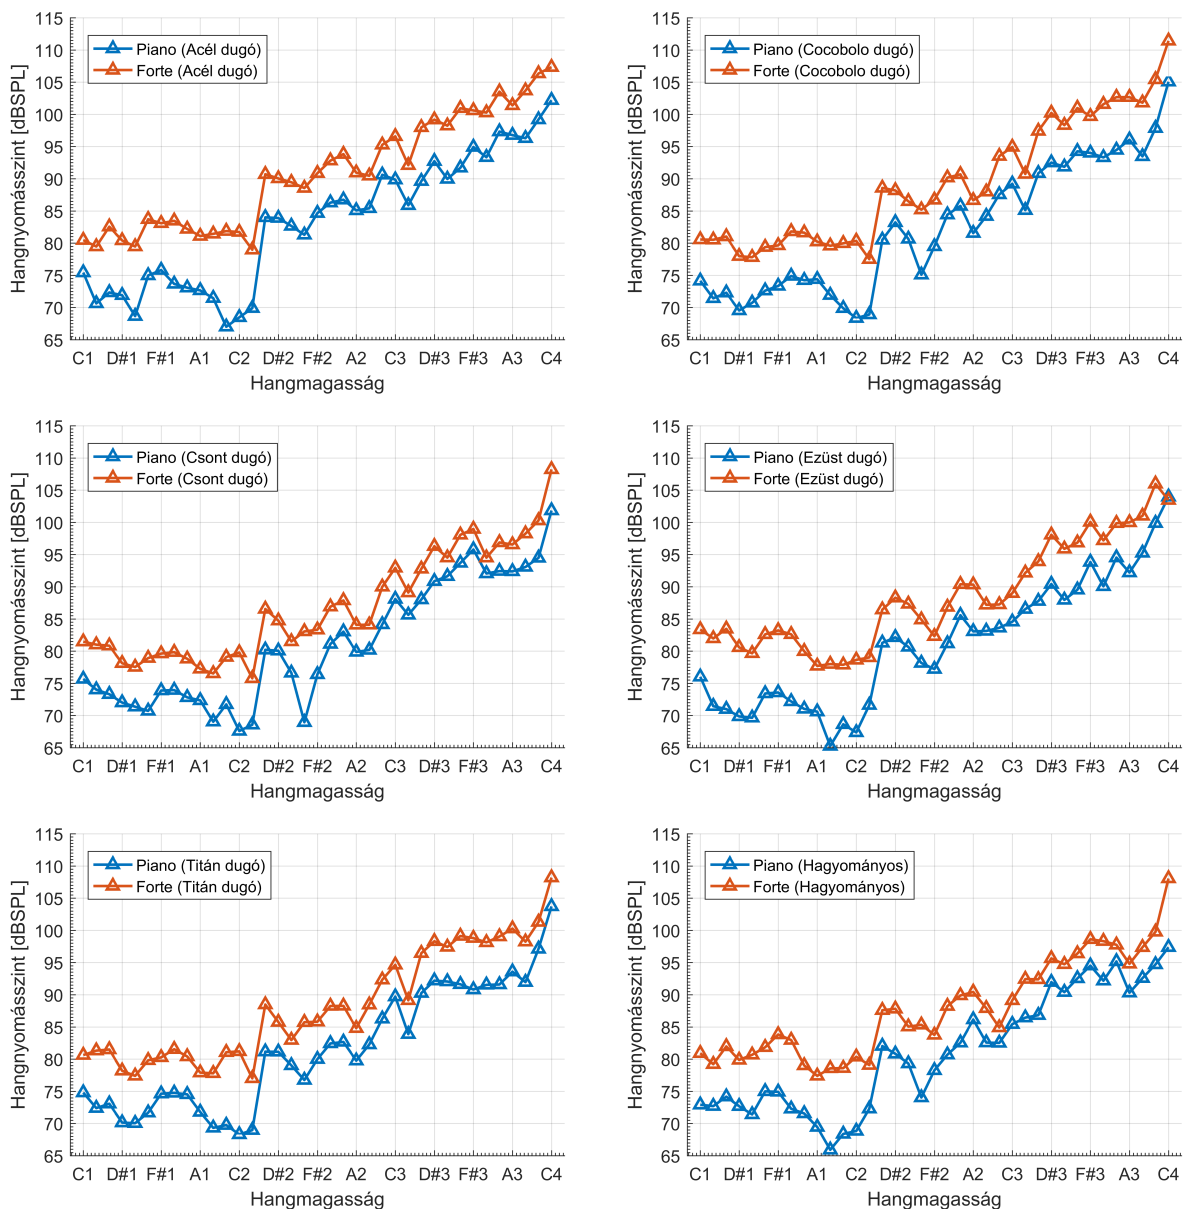 115
110
105
100
95
90
85
80
75
70
65
Hangnyomásszint [dBSPL]
Piano (Acél dugó)
Forte (Acél dugó)
C1 D#1 F#1 A1 C2 D#2 F#2 A2 C3 D#3 F#3 A3 C4
Hangmagasság
115
110
105
100
95
90
85
80
75
70
65
Hangnyomásszint [dBSPL]
Piano (Cocobolo dugó)
Forte (Cocobolo dugó)
C1 D#1 F#1 A1 C2 D#2 F#2 A2 C3 D#3 F#3 A3 C4
Hangmagasság
115
110
105
100
95
90
85
80
75
70
65
Hangnyomásszint [dBSPL]
Piano (Csont dugó)
Forte (Csont dugó)
C1 D#1 F#1 A1 C2 D#2 F#2 A2 C3 D#3 F#3 A3 C4
Hangmagasság
115
110
105
100
95
90
85
80
75
70
65
Hangnyomásszint [dBSPL]
Piano (Ezüst dugó)
Forte (Ezüst dugó)
C1 D#1 F#1 A1 C2 D#2 F#2 A2 C3 D#3 F#3 A3 C4
Hangmagasság
115
110
105
100
95
90
85
80
75
70
65
Hangnyomásszint [dBSPL]
Piano (Titán dugó)
Forte (Titán dugó)
C1 D#1 F#1 A1 C2 D#2 F#2 A2 C3 D#3 F#3 A3 C4
Hangmagasság
115
110
105
100
95
90
85
80
75
70
65
Hangnyomásszint [dBSPL]
Piano (Hagyományos)
Forte (Hagyományos)
C1 D#1 F#1 A1 C2 D#2 F#2 A2 C3 D#3 F#3 A3 C4
Hangmagasság